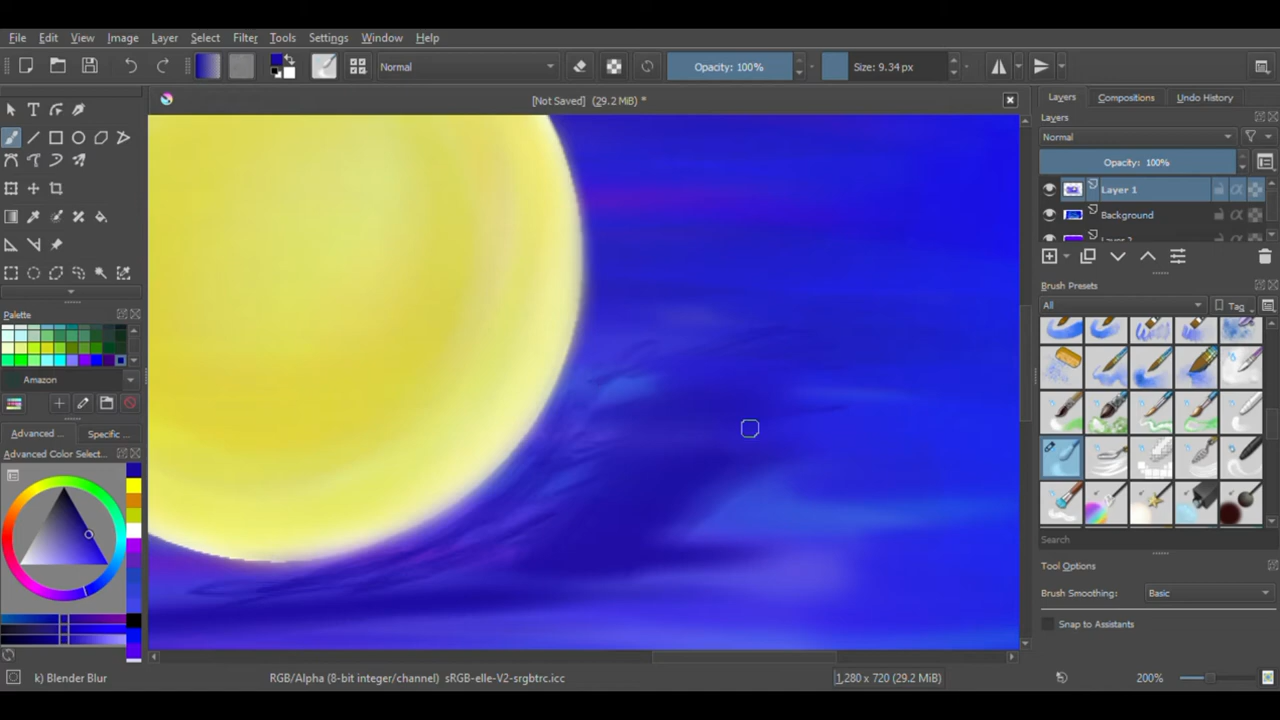 File Edit View Image Layer Select Filter Tools Settings Window Help
Normal Opacity: 100% Size: 9.34 px
[Not Saved] (29.2 MiB) *
Layers Compositions Undo History
Layers
Normal
Opacity: 100%
Layer 1
Background
Brush Presets
All Tag
Search
Tool Options
Brush Smoothing: Basic
Snap to Assistants
Palette
Amazon
Advanced ... Specific ...
Advanced Color Select...
k) Blender Blur RGB/Alpha (8-bit integer/channel) sRGB-elle-V2-srgbtrc.icc 1,280 x 720 (29.2 MiB) 200%